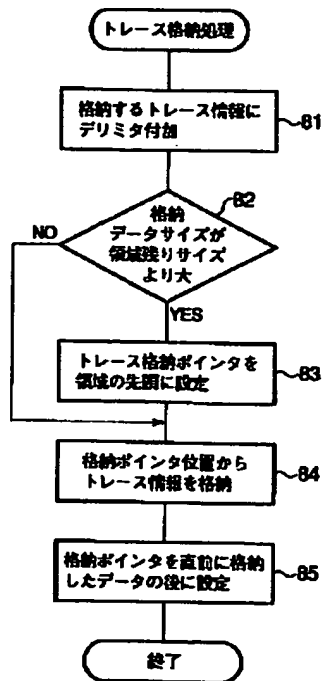 トレース格納処理
格納するトレース情報に
デリミタ付加
81
格納
データサイズが
領域残りサイズ
より大
82
NO
YES
トレース格納ポインタを
領域の先頭に設定
83
格納ポインタ位置から
トレース情報を格納
84
格納ポインタを直前に格納
したデータの後に設定
85
終了